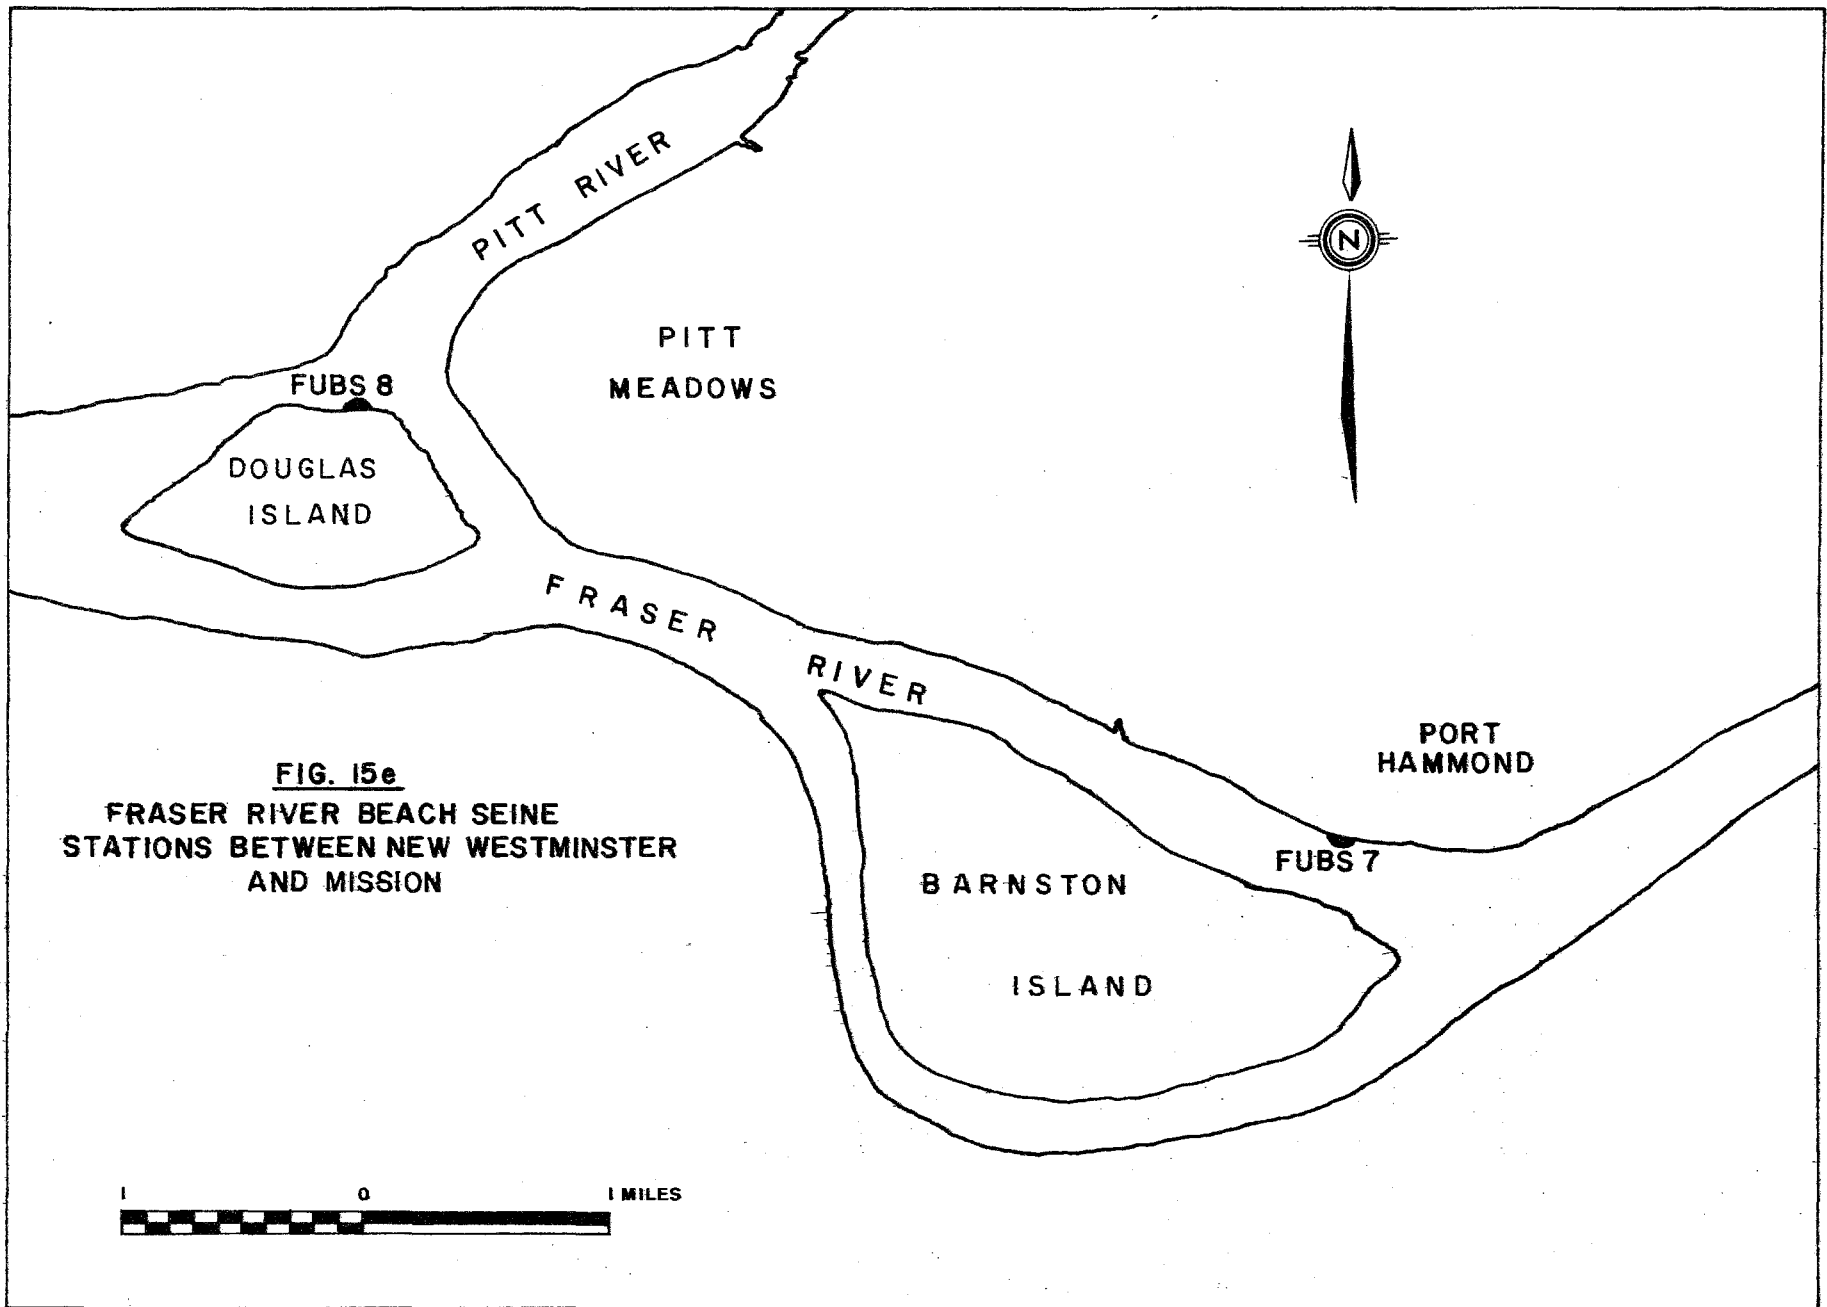 PITT RIVER
N
PITT
MEADOWS
FUBS 8
DOUGLAS
ISLAND
FRASER RIVER
PORT
HAMMOND
FUBS 7
BARNSTON
ISLAND
FIG. 15e
FRASER RIVER BEACH SEINE
STATIONS BETWEEN NEW WESTMINSTER
AND MISSION
1 0 1 MILES